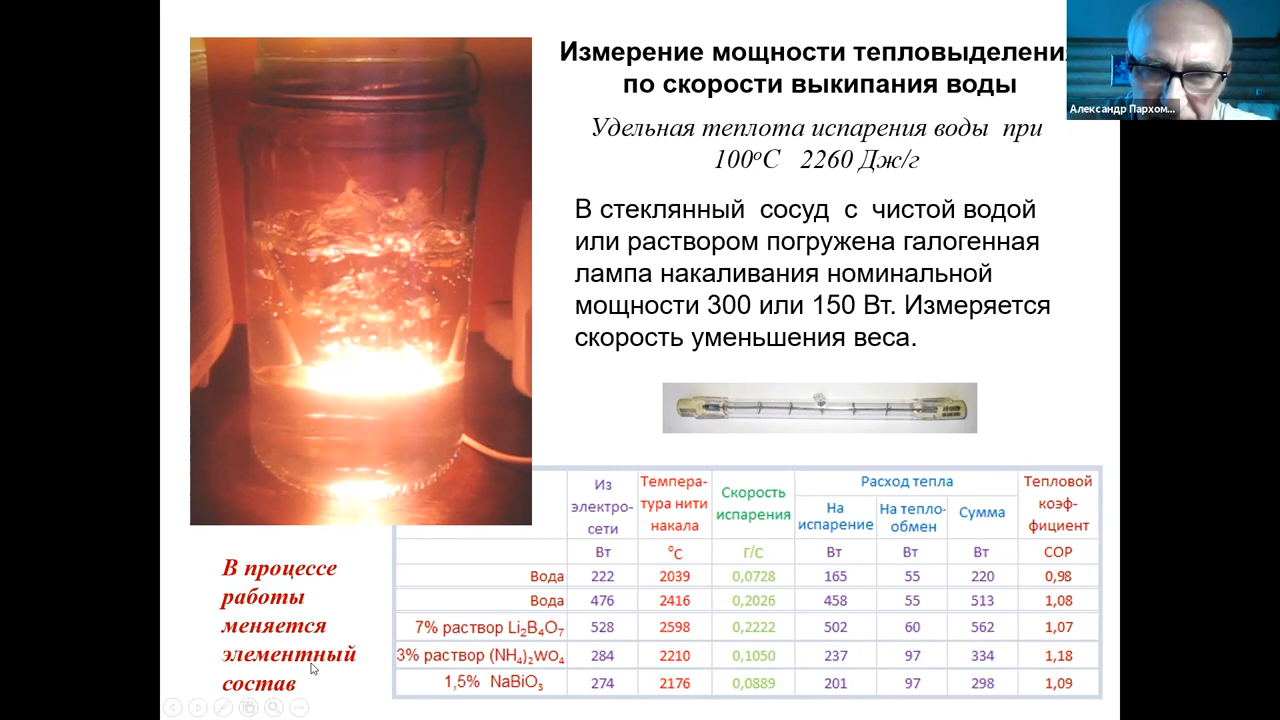 Измерение мощности тепловыделения
по скорости выкипания воды
Александр Пархом...
Удельная теплота испарения воды при
100°С 2260 Дж/г
В стеклянный сосуд с чистой водой
или раствором погружена галогенная
лампа накаливания номинальной
мощности 300 или 150 Вт. Измеряется
скорость уменьшения веса.
Из электро-сети Темпера-тура нити накала Скорость испарения Расход тепла Тепловой коэф-фициент
На испарение На тепло-обмен Сумма
Вт °С г/с Вт Вт Вт COP
Вода 222 2039 0,0728 165 55 220 0,98
Вода 476 2416 0,2026 458 55 513 1,08
7% раствор Li₂B₄O₇ 528 2598 0,2222 502 60 562 1,07
3% раствор (NH₄)₂wo₄ 284 2210 0,1050 237 97 334 1,18
1,5% NaBiO₃ 274 2176 0,0889 201 97 298 1,09
В процессе
работы
меняется
элементный
состав